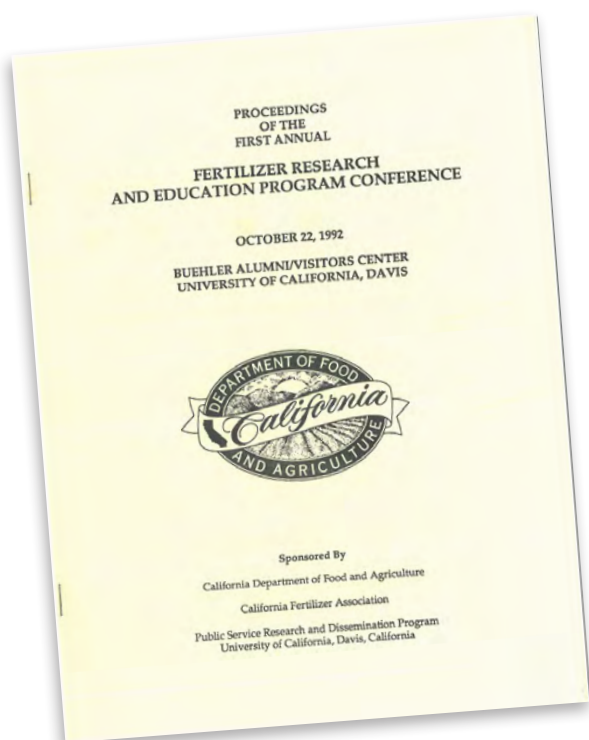 PROCEEDINGS
OF THE
FIRST ANNUAL
FERTILIZER RESEARCH
AND EDUCATION PROGRAM CONFERENCE
OCTOBER 22, 1992
BUEHLER ALUMNI/VISITORS CENTER
UNIVERSITY OF CALIFORNIA, DAVIS
DEPARTMENT OF FOOD
California
AND AGRICULTURE
Sponsored By
California Department of Food and Agriculture
California Fertilizer Association
Public Service Research and Dissemination Program
University of California, Davis, California